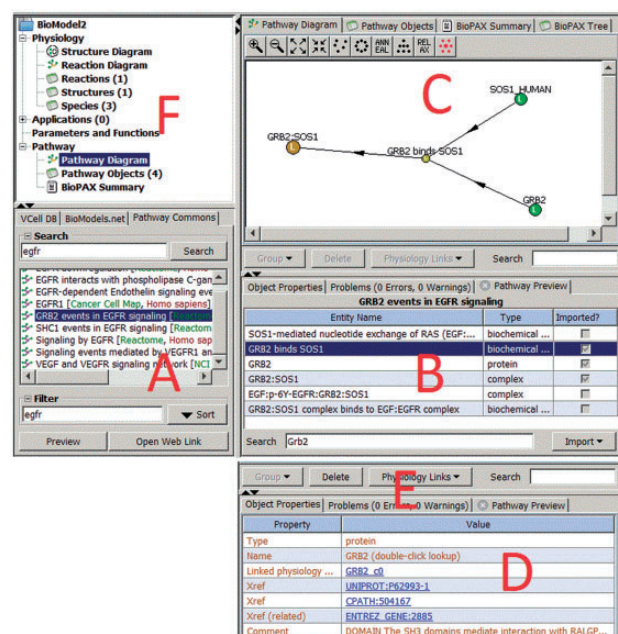 BioModel2
Physiology
Structure Diagram
Reaction Diagram
Reactions (1)
Structures (1)
Species (3)
Applications (0)
Parameters and Functions
Pathway
Pathway Diagram
Pathway Objects (4)
BioPAX Summary
F
VCell DB BioModels.net Pathway Commons
Search
egfr Search
EGFR interacts with phospholipase C-gam
EGFR-dependent Endothelin signaling eve
EGFR1 [Cancer Cell Map, Homo sapiens]
GRB2 events in EGFR signaling [Reactom
SHC1 events in EGFR signaling [Reactom
Signaling by EGFR [Reactome, Homo sap
Signaling events mediated by VEGFR1 an
VEGF and VEGFR signaling network [NCI
A
Filter
egfr Sort
Preview Open Web Link
Pathway Diagram Pathway Objects BioPAX Summary BioPAX Tree
ANN EAL REL AX
C
SOS1_HUMAN
GRB2:SOS1
GRB2 binds SOS1
GRB2
Group Delete Physiology Links Search
Object Properties Problems (0 Errors, 0 Warnings) Pathway Preview
GRB2 events in EGFR signaling
Entity Name Type Imported?
SOS1-mediated nucleotide exchange of RAS (EGF:... biochemical ...
GRB2 binds SOS1 biochemical ...
GRB2 protein
GRB2:SOS1 complex
EGF:p-6Y-EGFR:GRB2:SOS1 complex
GRB2:SOS1 complex binds to EGF:EGFR complex biochemical ...
B
Search Grb2 Import
Group Delete Physiology Links Search
E
Object Properties Problems (0 Errors, 0 Warnings) Pathway Preview
Property Value
Type protein
Name GRB2 (double-click lookup)
Linked physiology ... GRB2_c0
Xref UNIPROT:P62993-1
Xref CPATH:504167
Xref (related) ENTREZ_GENE:2885
Comment DOMAIN The SH3 domains mediate interaction with RALGP...
D